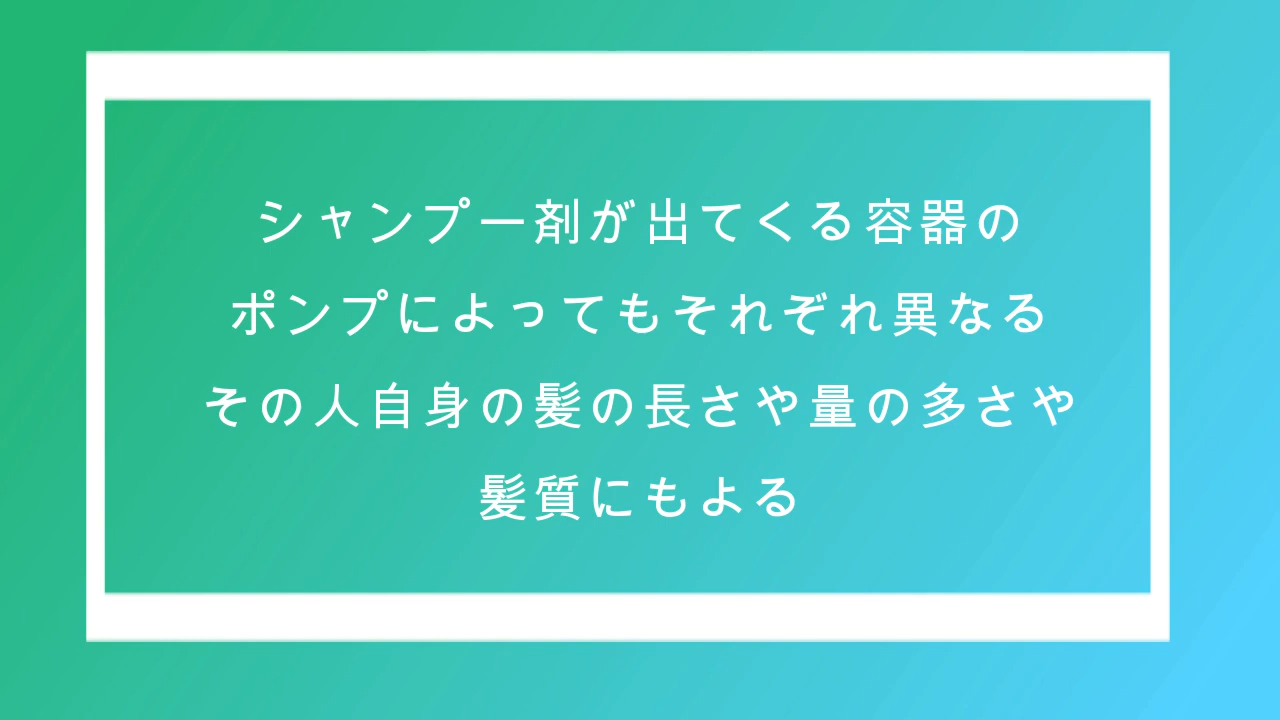 シャンプー剤が出てくる容器の
ポンプによってもそれぞれ異なる
その人自身の髪の長さや量の多さや
髪質にもよる